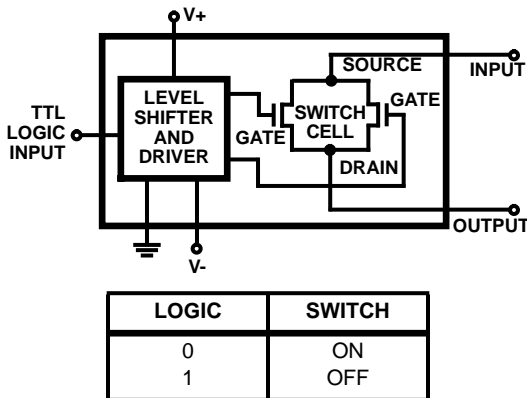 V+
SOURCE
INPUT
LEVEL
SHIFTER
AND
DRIVER
GATE
SWITCH
CELL
GATE
TTL
LOGIC
INPUT
DRAIN
OUTPUT
V-
LOGIC SWITCH
0 ON
1 OFF